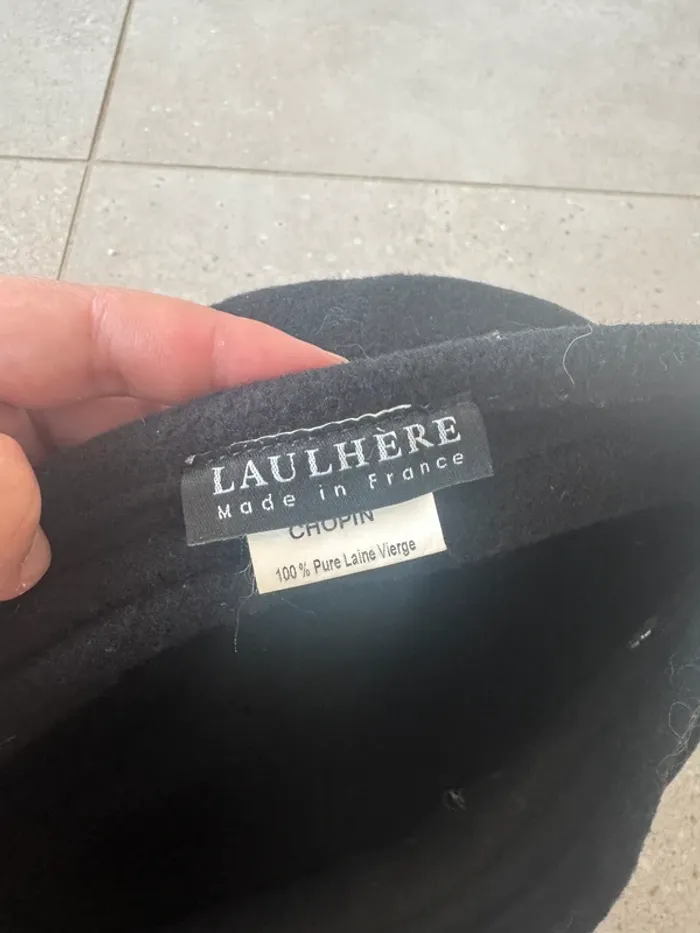 LAULHÈRE
Made in France
CHOPIN
100 % Pure Laine Vierge